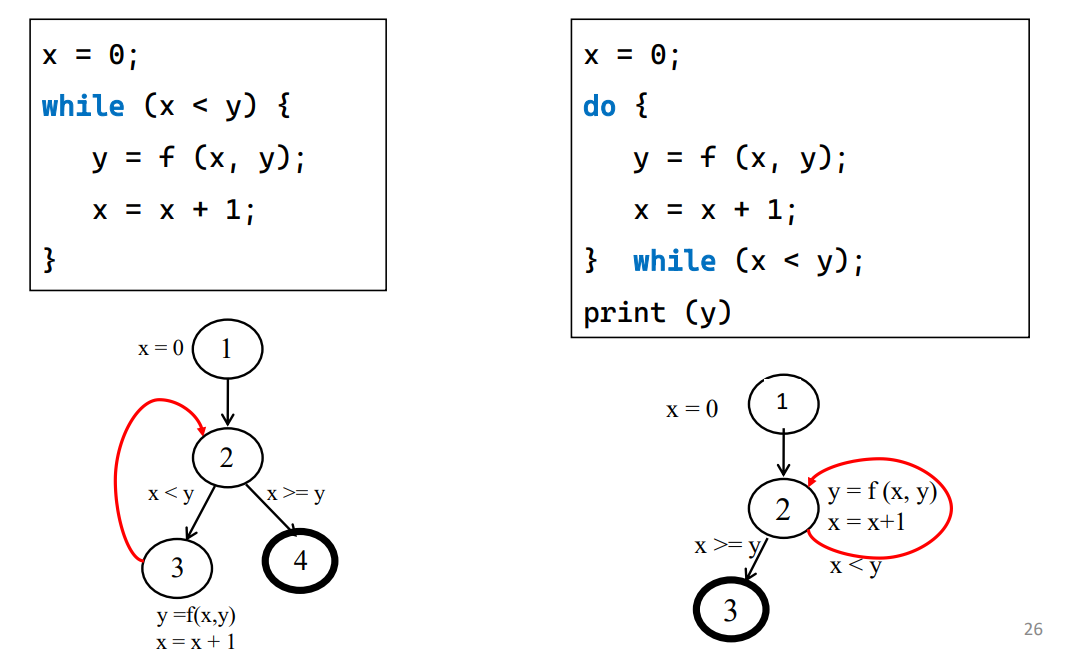 x = 0;
while (x < y) {
y = f (x, y);
x = x + 1;
}
x = 0
1
2
x < y
x >= y
3
4
y =f(x,y)
x = x + 1
x = 0;
do {
y = f (x, y);
x = x + 1;
} while (x < y);
print (y)
1
x = 0
2
y = f (x, y)
x = x+1
x >= y
x < y
3
26